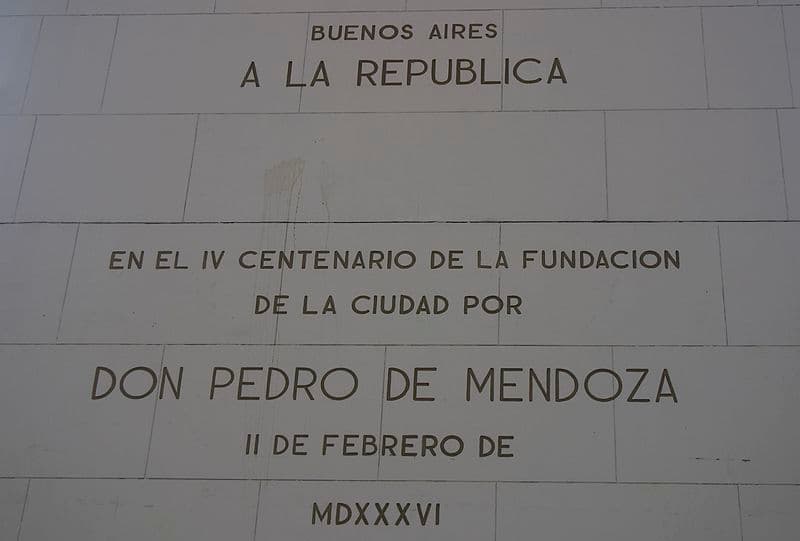 BUENOS AIRES
A LA REPUBLICA
EN EL IV CENTENARIO DE LA FUNDACION
DE LA CIUDAD POR
DON PEDRO DE MENDOZA
II DE FEBRERO DE
MDXXXVI